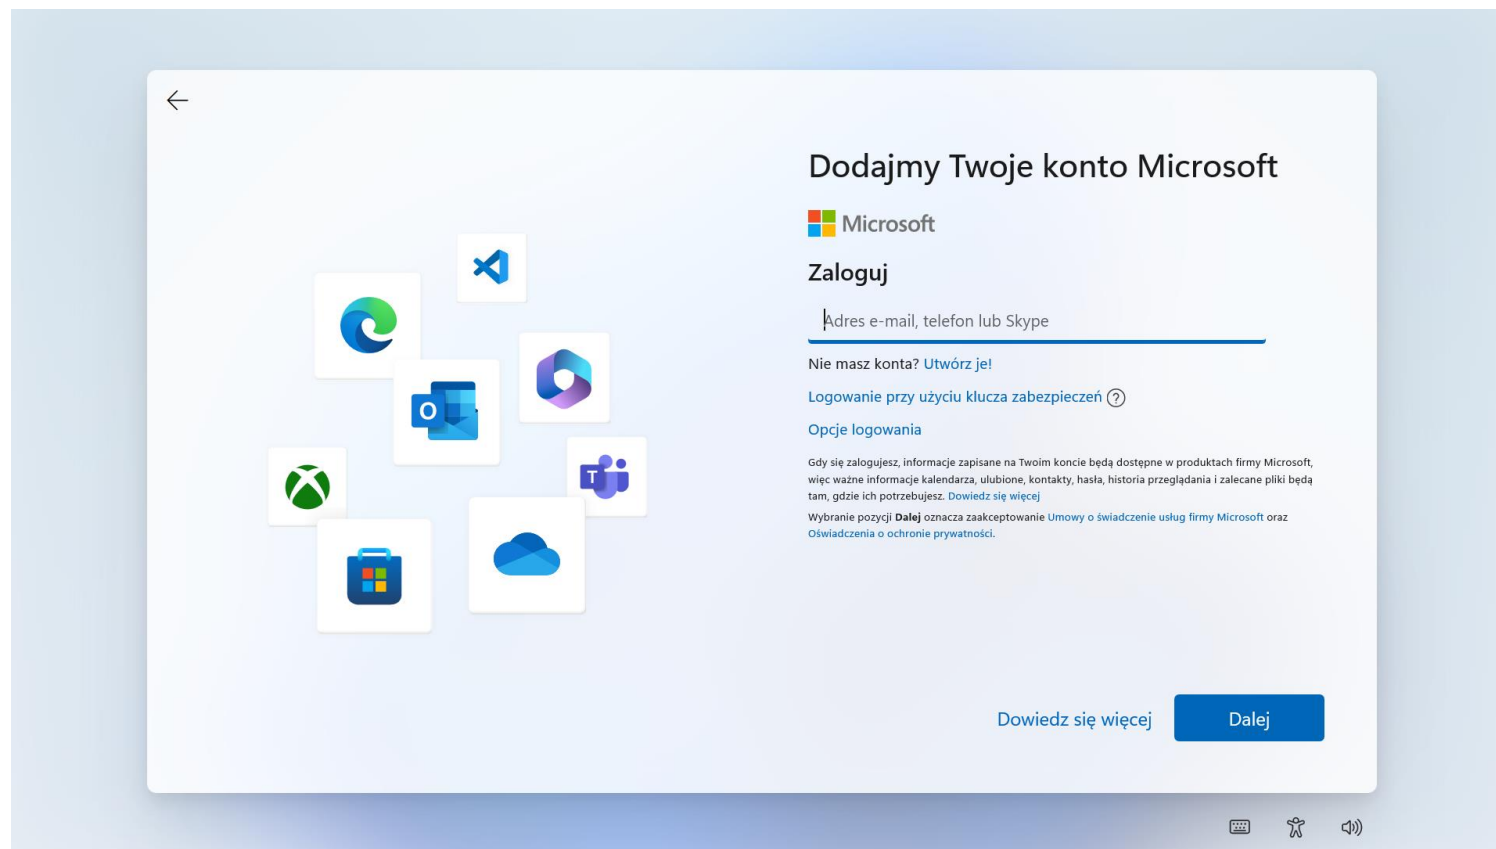 Dodajmy Twoje konto Microsoft
Microsoft
Zaloguj
Adres e-mail, telefon lub Skype
Nie masz konta? Utwórz je!
Logowanie przy użyciu klucza zabezpieczeń ?
Opcje logowania
Gdy się zalogujesz, informacje zapisane na Twoim koncie będą dostępne w produktach firmy Microsoft,
więc ważne informacje kalendarza, ulubione, kontakty, hasła, historia przeglądania i zalecane pliki będą
tam, gdzie ich potrzebujesz. Dowiedz się więcej
Wybranie pozycji Dalej oznacza zaakceptowanie Umowy o świadczenie usług firmy Microsoft oraz
Oświadczenia o ochronie prywatności.
Dowiedz się więcej
Dalej